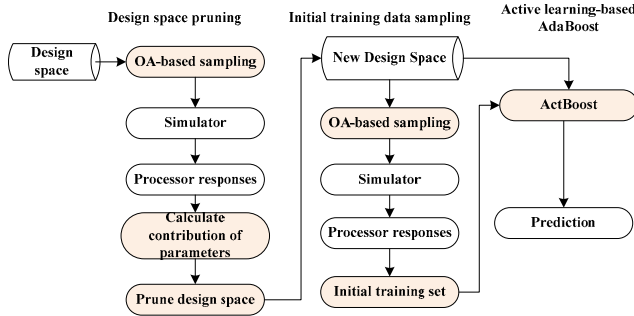 Design space pruning
Design
space
OA-based sampling
Simulator
Processor responses
Calculate
contribution of
parameters
Prune design space
Initial training data sampling
New Design Space
OA-based sampling
Simulator
Processor responses
Initial training set
Active learning-based
AdaBoost
ActBoost
Prediction